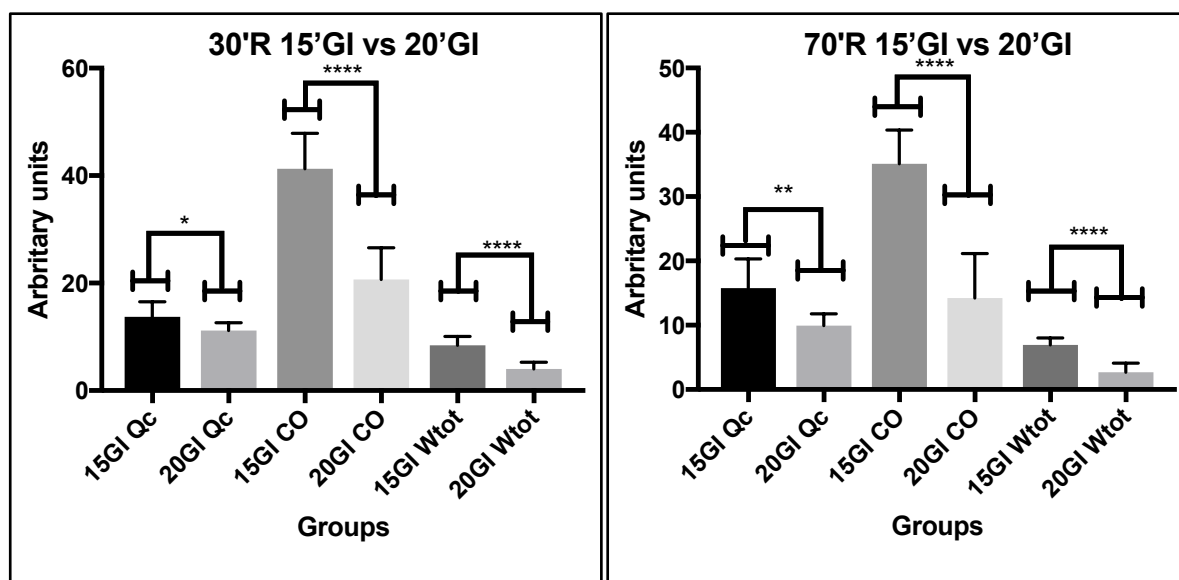 30'R 15’GI vs 20’GI
Arbritary units
60
40
20
0
*
****
****
15GI Qc
20GI Qc
15GI CO
20GI CO
15GI Wtot
20GI Wtot
Groups
70'R 15’GI vs 20’GI
Arbritary units
50
40
30
20
10
0
**
****
****
15GI Qc
20GI Qc
15GI CO
20GI CO
15GI Wtot
20GI Wtot
Groups